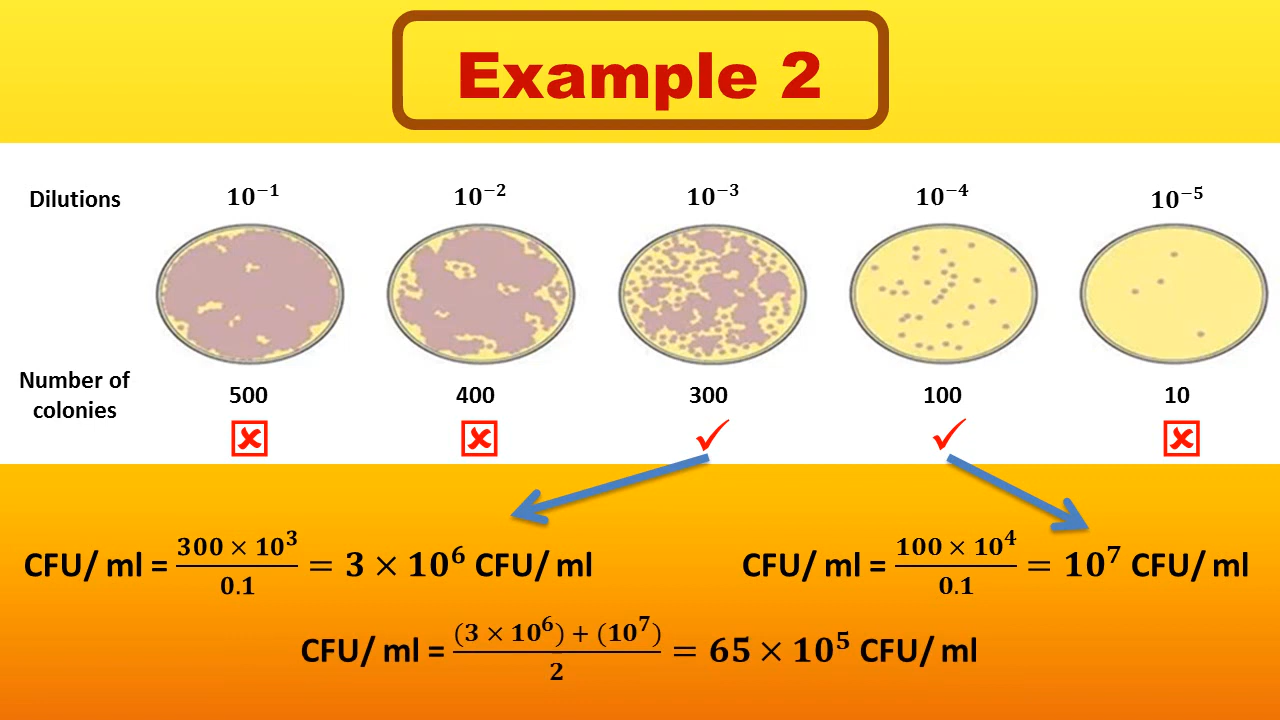 Example 2
Dilutions 10⁻¹ 10⁻² 10⁻³ 10⁻⁴ 10⁻⁵
Number of
colonies 500 400 300 100 10
CFU/ ml = (300 × 10³)/0.1 = 3 × 10⁶ CFU/ ml
CFU/ ml = (100 × 10⁴)/0.1 = 10⁷ CFU/ ml
CFU/ ml = ((3 × 10⁶) + (10⁷))/2 = 65 × 10⁵ CFU/ ml